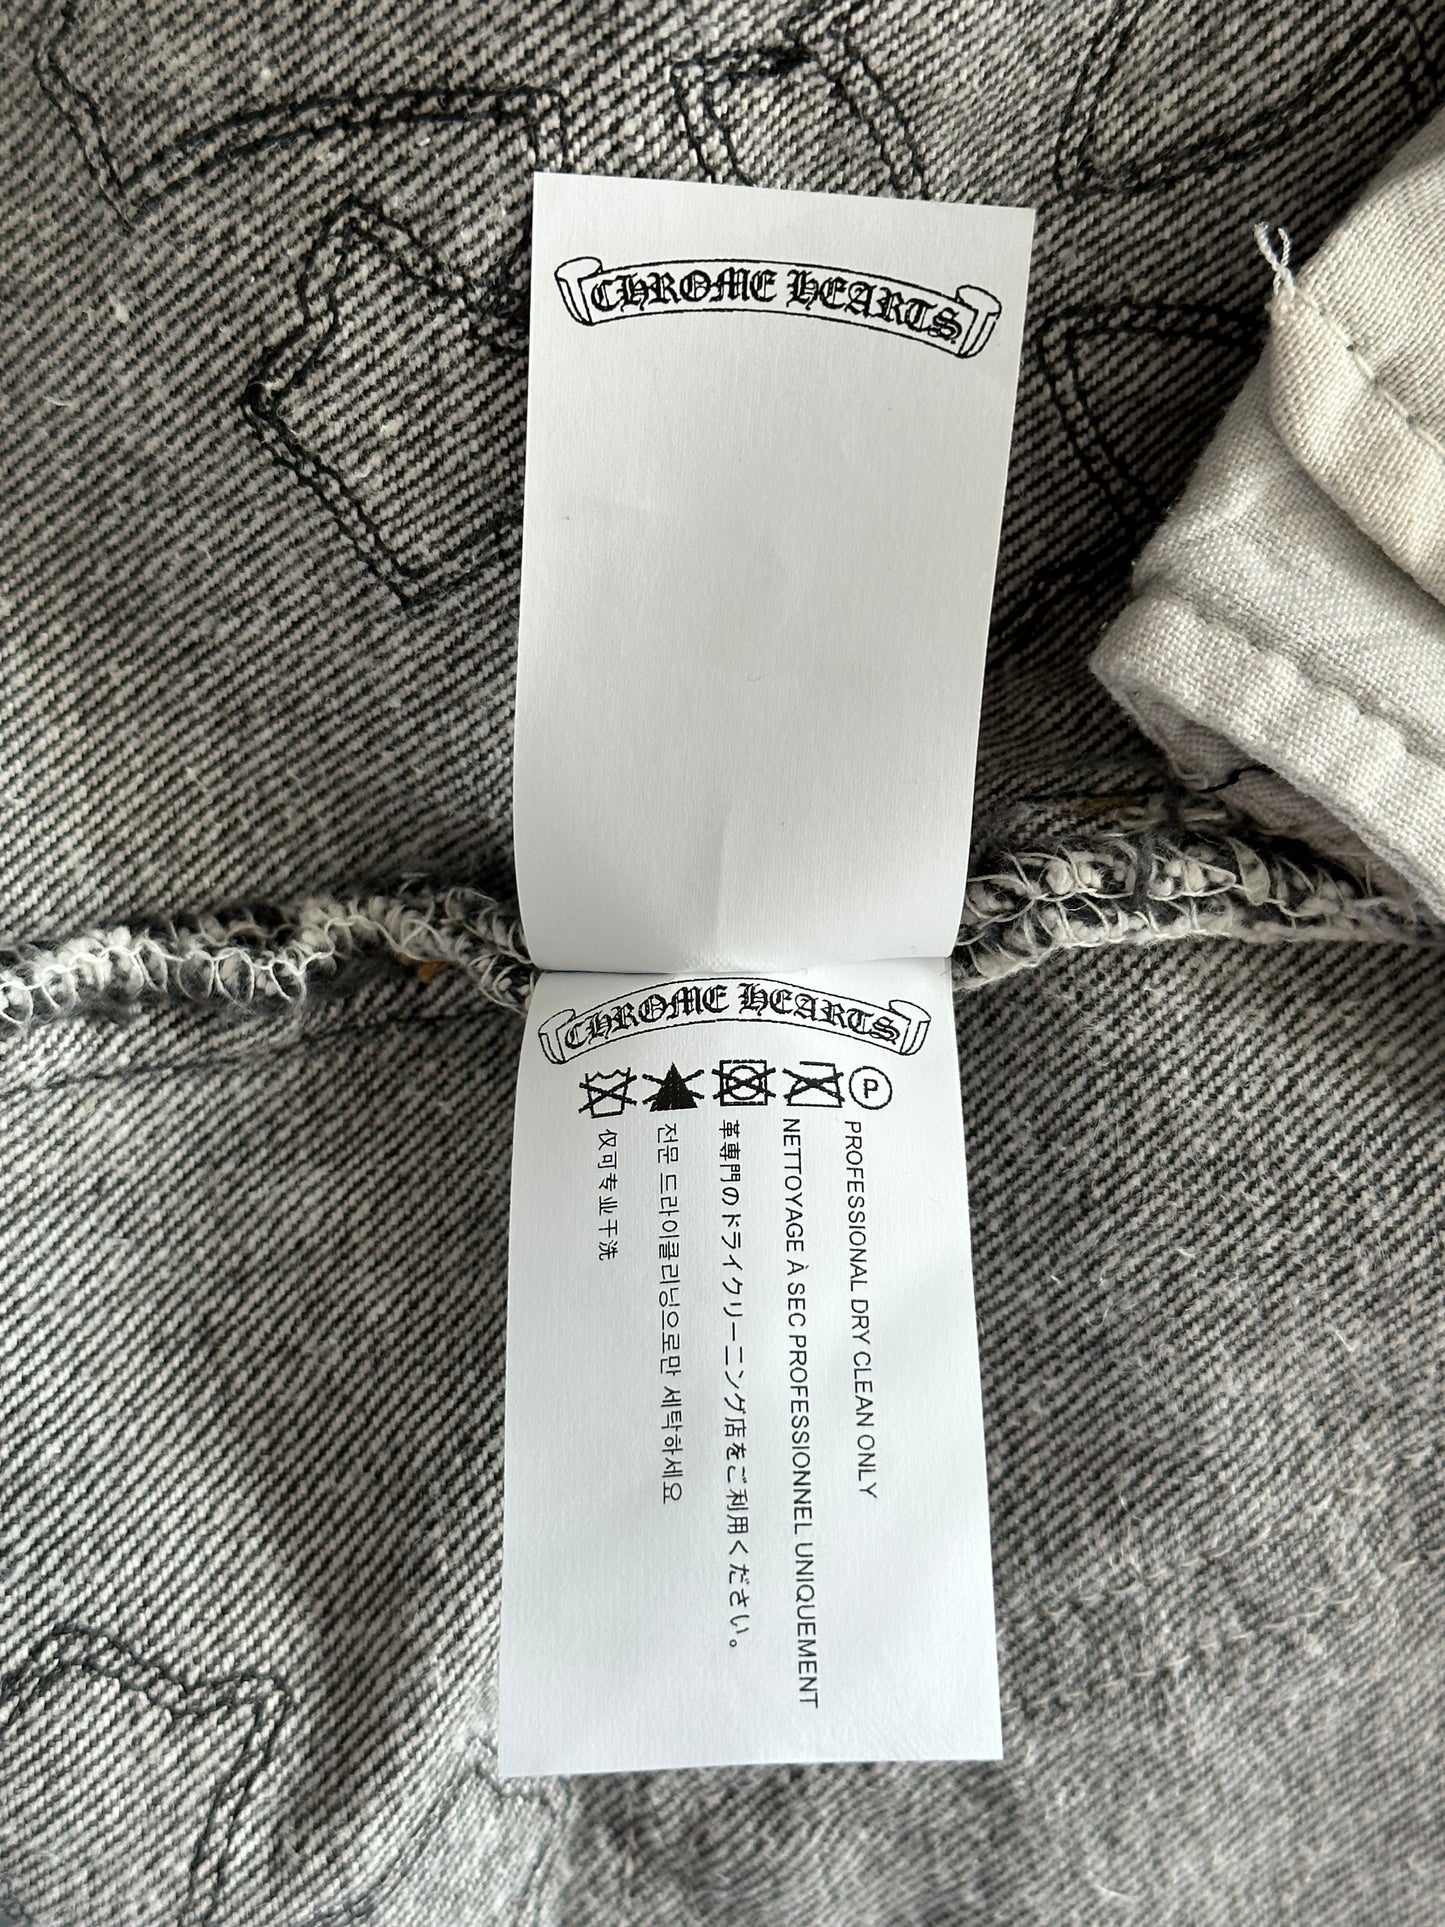 CHROME HEARTS
CHROME HEARTS
P
PROFESSIONAL DRY CLEAN ONLY
NETTOYAGE À SEC PROFESSIONNEL UNIQUEMENT
革専門のドライクリーニング店をご利用ください。
전문 드라이클리닝으로만 세탁하세요
仅可专业干洗